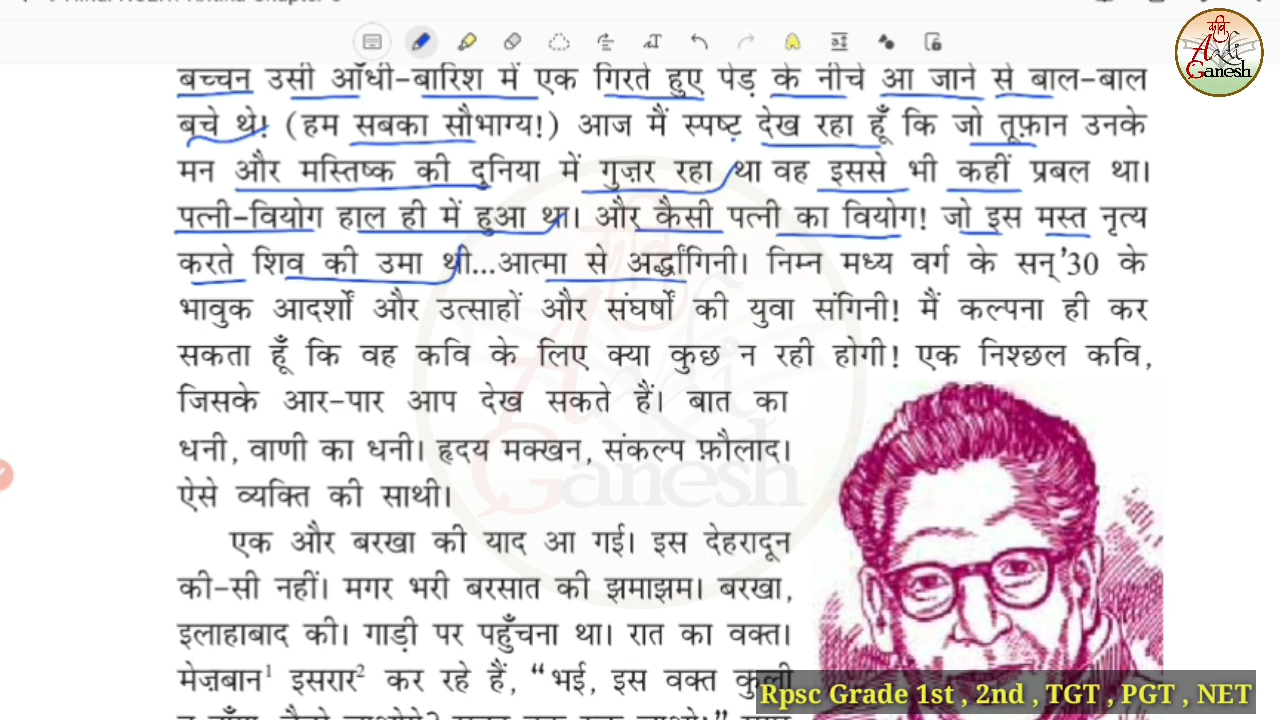 बच्चन उसी आँधी-बारिश में एक गिरते हुए पेड़ के नीचे आ जाने से बाल-बाल
बचे थे! (हम सबका सौभाग्य!) आज मैं स्पष्ट देख रहा हूँ कि जो तूफ़ान उनके
मन और मस्तिष्क की दुनिया में गुज़र रहा था वह इससे भी कहीं प्रबल था।
पत्नी-वियोग हाल ही में हुआ था। और कैसी पत्नी का वियोग! जो इस मस्त नृत्य
करते शिव की उमा थी...आत्मा से अर्द्धांगिनी। निम्न मध्य वर्ग के सन् '30 के
भावुक आदर्शों और उत्साहों और संघर्षों की युवा संगिनी! मैं कल्पना ही कर
सकता हूँ कि वह कवि के लिए क्या कुछ न रही होगी! एक निश्छल कवि,
जिसके आर-पार आप देख सकते हैं। बात का
धनी, वाणी का धनी। हृदय मक्खन, संकल्प फ़ौलाद।
ऐसे व्यक्ति की साथी।
एक और बरखा की याद आ गई। इस देहरादून
की-सी नहीं। मगर भरी बरसात की झमाझम। बरखा,
इलाहाबाद की। गाड़ी पर पहुँचना था। रात का वक्त।
मेज़बान¹ इसरार² कर रहे हैं, “भई, इस वक्त कुली
Rpsc Grade 1st , 2nd , TGT , PGT , NET
Ganesh
Ganesh